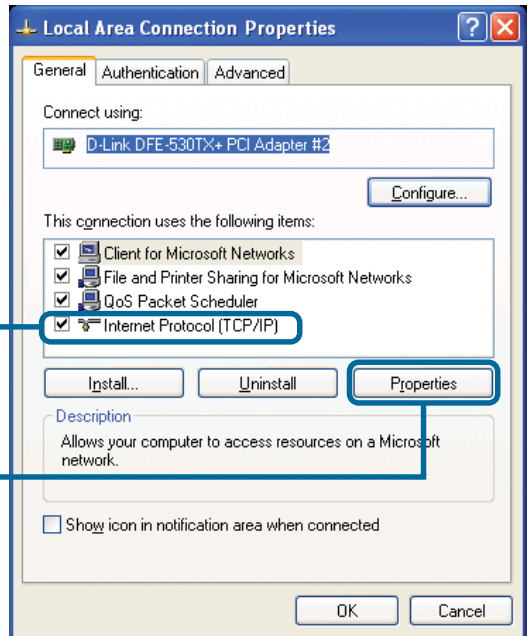 Local Area Connection Properties
General Authentication Advanced
Connect using:
D-Link DFE-530TX+ PCI Adapter #2
Configure...
This connection uses the following items:
Client for Microsoft Networks
File and Printer Sharing for Microsoft Networks
QoS Packet Scheduler
Internet Protocol (TCP/IP)
Install... Uninstall Properties
Description
Allows your computer to access resources on a Microsoft
network.
Show icon in notification area when connected
OK Cancel